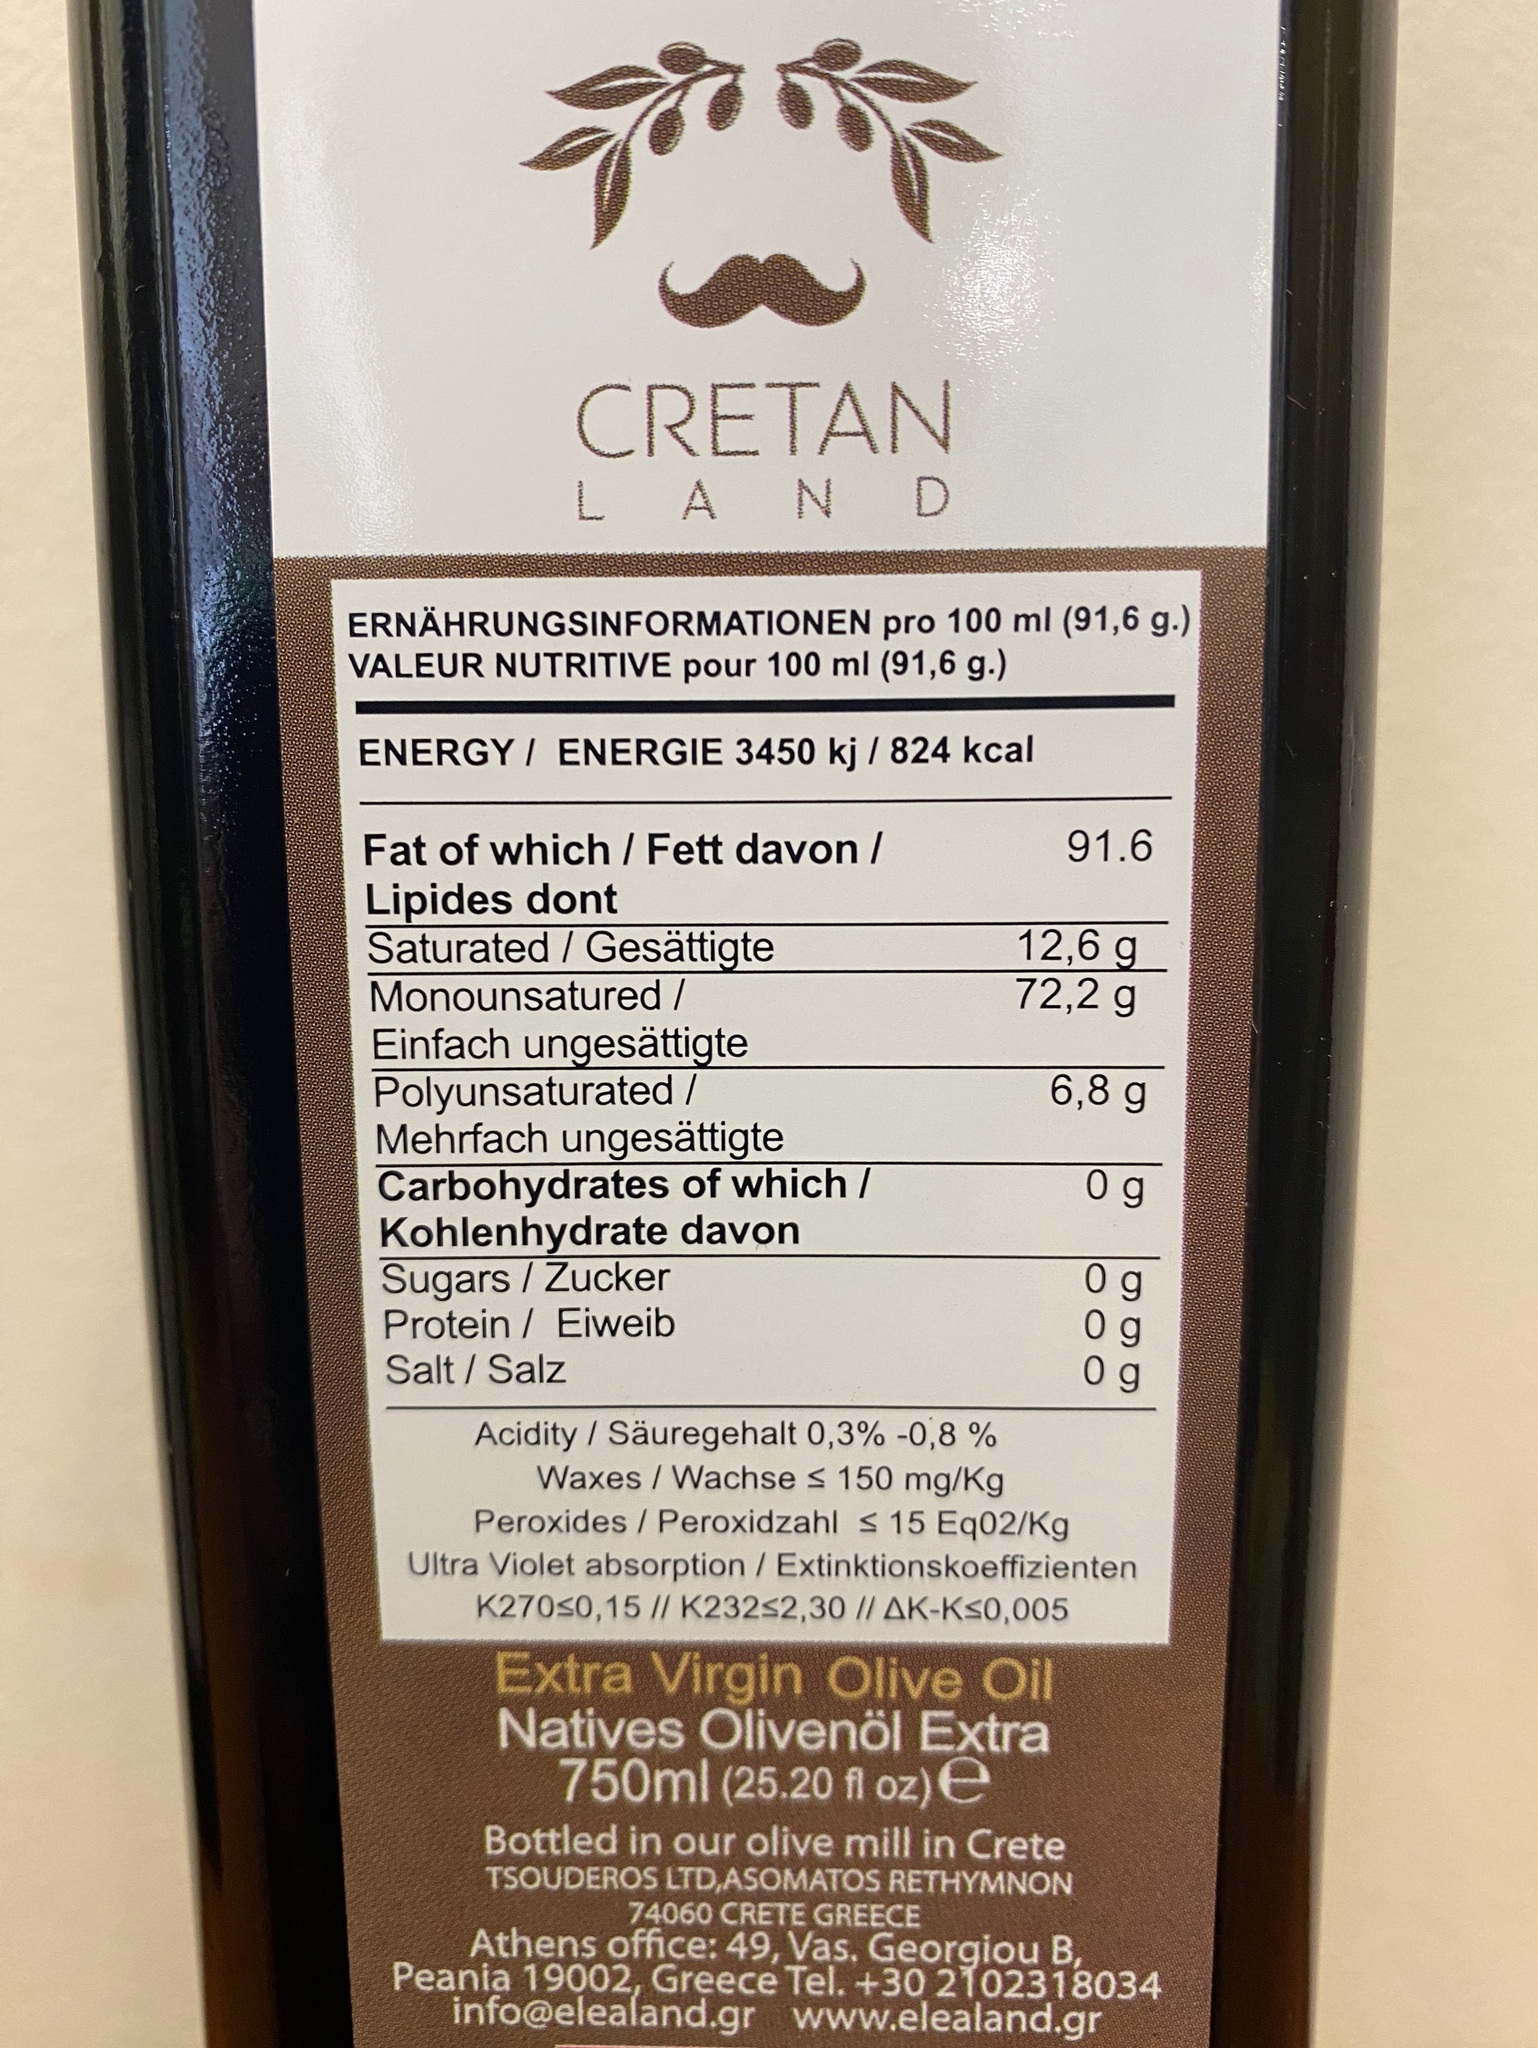 CRETAN
LAND
ERNÄHRUNGSINFORMATIONEN pro 100 ml (91,6 g.)
VALEUR NUTRITIVE pour 100 ml (91,6 g.)
ENERGY / ENERGIE 3450 kj / 824 kcal
Fat of which / Fett davon / 91.6
Lipides dont
Saturated / Gesättigte 12,6 g
Monounsatured / 72,2 g
Einfach ungesättigte
Polyunsaturated / 6,8 g
Mehrfach ungesättigte
Carbohydrates of which / 0 g
Kohlenhydrate davon
Sugars / Zucker 0 g
Protein / Eiweib 0 g
Salt / Salz 0 g
Acidity / Säuregehalt 0,3% -0,8 %
Waxes / Wachse ≤ 150 mg/Kg
Peroxides / Peroxidzahl ≤ 15 Eq02/Kg
Ultra Violet absorption / Extinktionskoeffizienten
K270≤0,15 // K232≤2,30 // ΔK-K≤0,005
Extra Virgin Olive Oil
Natives Olivenöl Extra
750ml (25.20 fl oz) ℮
Bottled in our olive mill in Crete
TSOUDEROS LTD,ASOMATOS RETHYMNON
74060 CRETE GREECE
Athens office: 49, Vas. Georgiou B,
Peania 19002, Greece Tel. +30 2102318034
info@elealand.gr www.elealand.gr